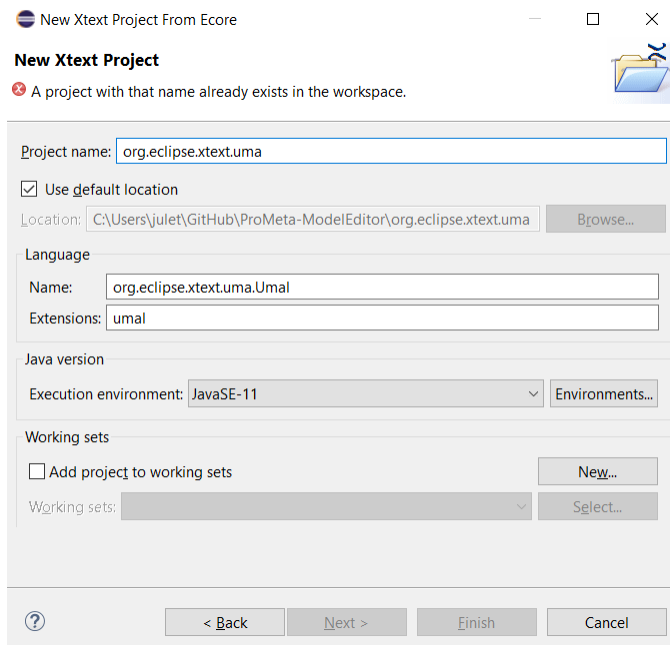 New Xtext Project From Ecore
New Xtext Project
A project with that name already exists in the workspace.
Project name: org.eclipse.xtext.uma
Use default location
Location: C:\Users\julet\GitHub\ProMeta-ModelEditor\org.eclipse.xtext.uma Browse...
Language
Name: org.eclipse.xtext.uma.Umal
Extensions: umal
Java version
Execution environment: JavaSE-11 Environments...
Working sets
Add project to working sets New...
Working sets: Select...
? < Back Next > Finish Cancel